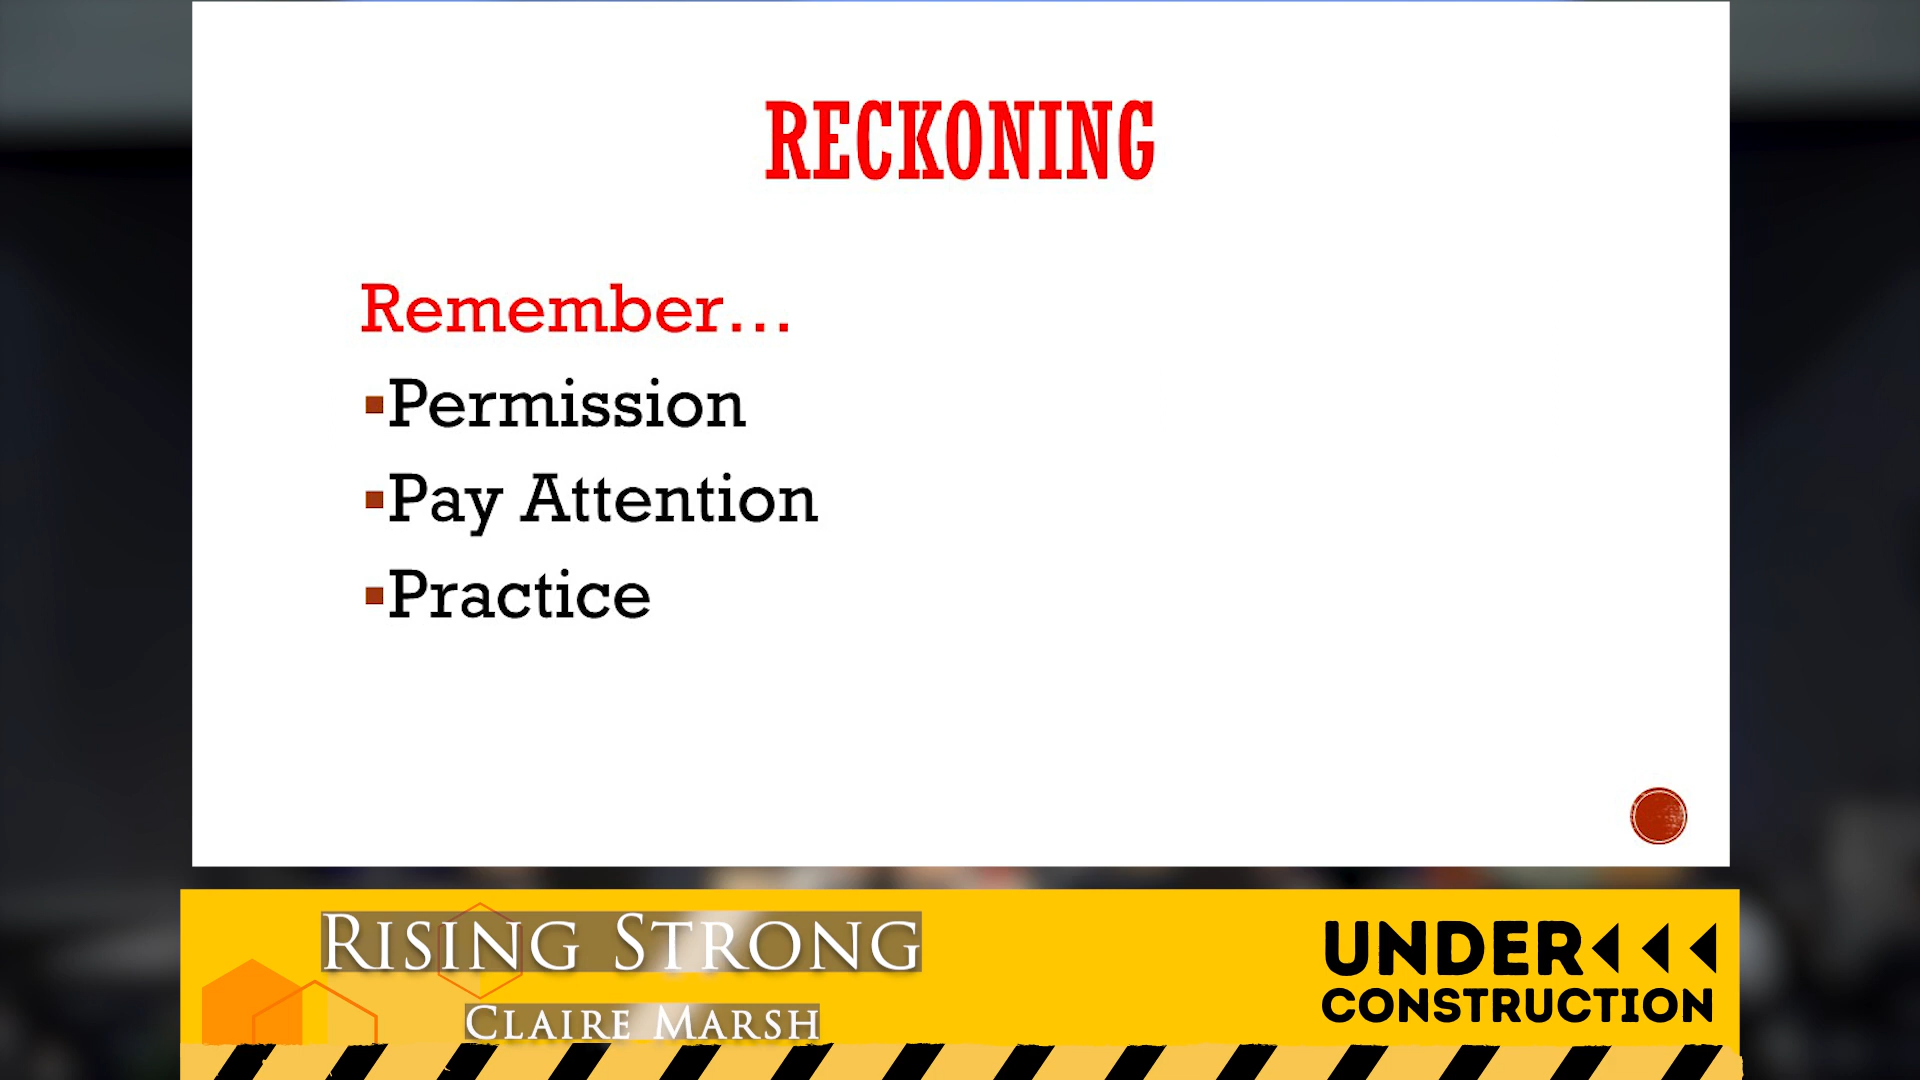 RECKONING
Remember...
▪Permission
▪Pay Attention
▪Practice
Rising Strong
Claire Marsh
UNDER
CONSTRUCTION